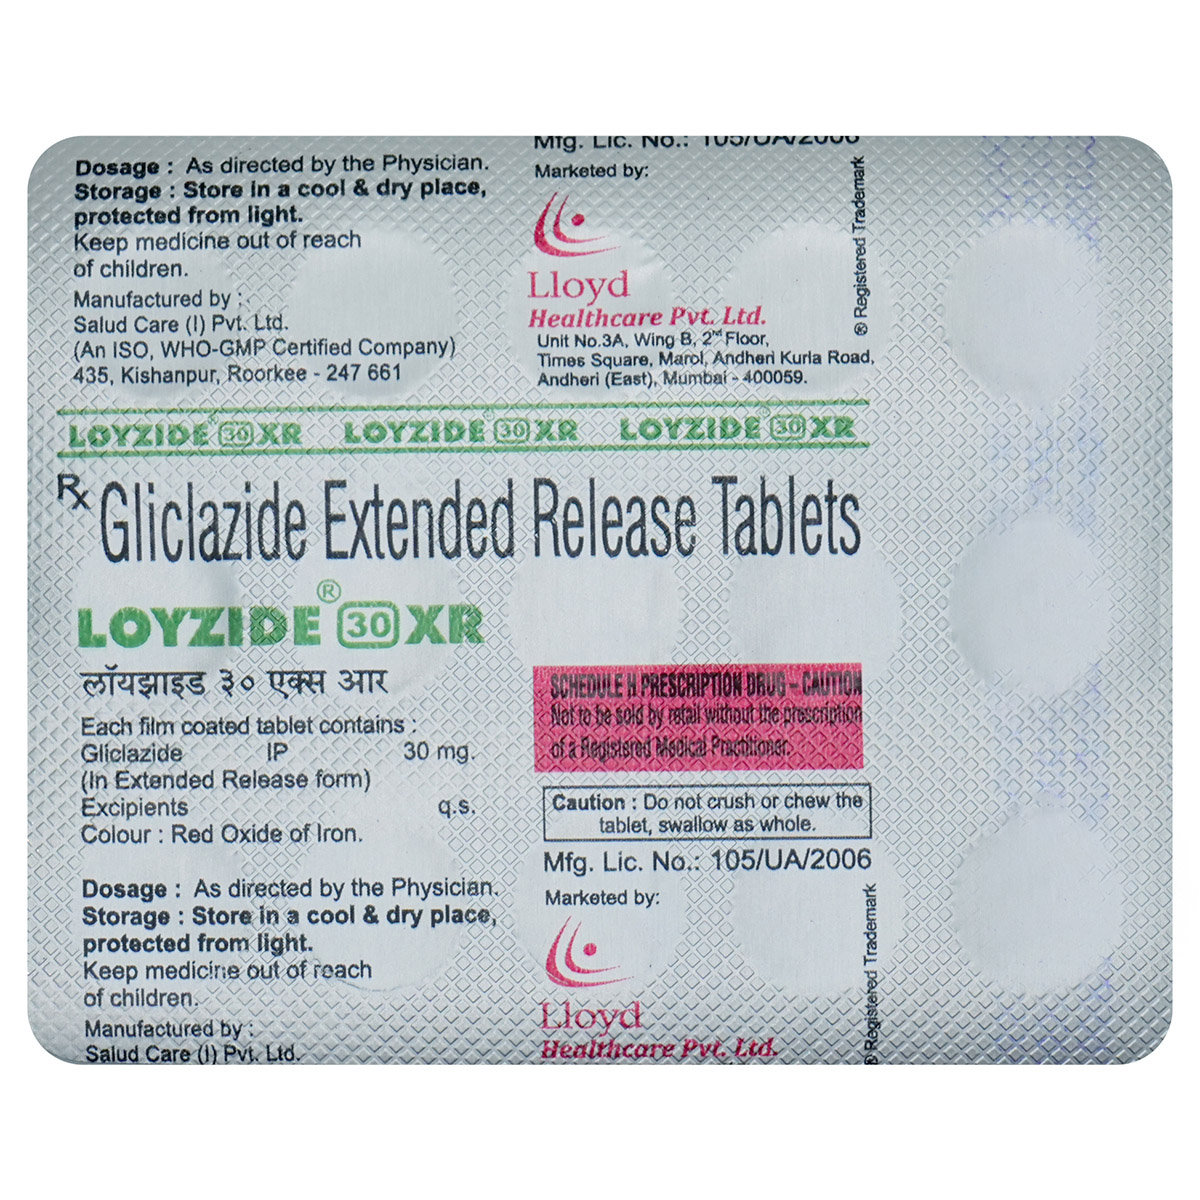 Dosage : As directed by the Physician.
Storage : Store in a cool & dry place,
protected from light.
Keep medicine out of reach
of children.
Manufactured by :
Salud Care (I) Pvt. Ltd.
(An ISO, WHO-GMP Certified Company)
435, Kishanpur, Roorkee - 247 661
Mfg. Lic. No.: 105/UA/2006
Marketed by:
Lloyd
Healthcare Pvt. Ltd.
Unit No.3A, Wing B, 2nd Floor,
Times Square, Marol, Andheri Kurla Road,
Andheri (East), Mumbai - 400059.
® Registered Trademark
LOYZIDE® 30 XR LOYZIDE® 30 XR LOYZIDE® 30 XR
Rx Gliclazide Extended Release Tablets
LOYZIDE® 30 XR
लॉयझाइड ३० एक्स आर
Each film coated tablet contains :
Gliclazide IP 30 mg.
(In Extended Release form)
Excipients q.s.
Colour : Red Oxide of Iron.
Dosage : As directed by the Physician.
Storage : Store in a cool & dry place,
protected from light.
Keep medicine out of reach
of children.
Manufactured by :
Salud Care (I) Pvt. Ltd.
SCHEDULE H PRESCRIPTION DRUG – CAUTION
Not to be sold by retail without the prescription
of a Registered Medical Practitioner.
Caution : Do not crush or chew the
tablet, swallow as whole.
Mfg. Lic. No.: 105/UA/2006
Marketed by:
Lloyd
Healthcare Pvt. Ltd.
® Registered Trademark